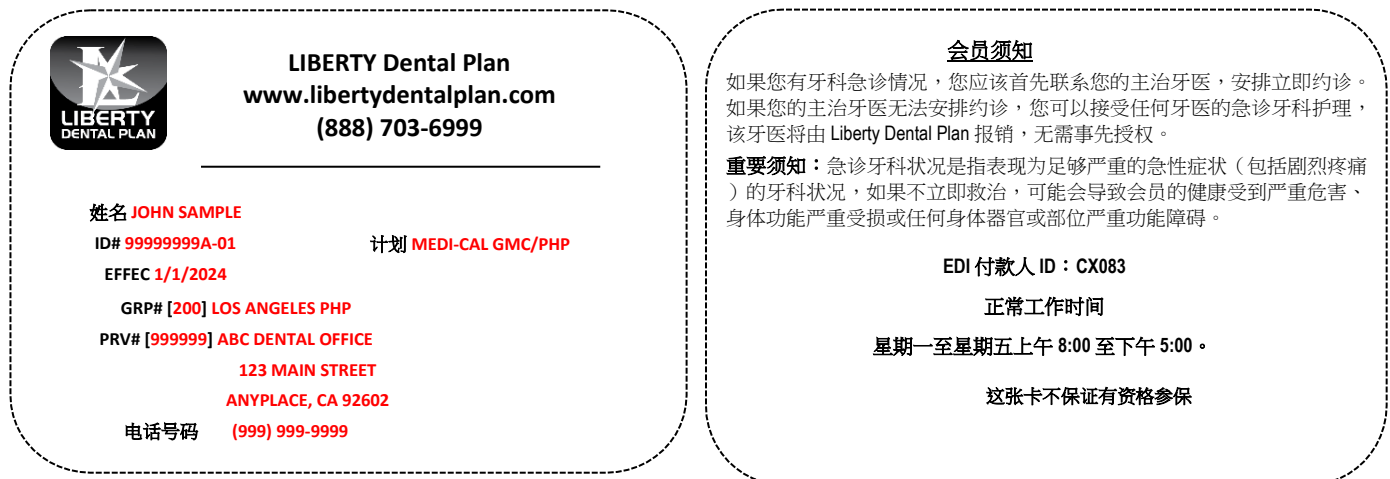 LIBERTY
DENTAL PLAN
LIBERTY Dental Plan
www.libertydentalplan.com
(888) 703-6999
姓名 JOHN SAMPLE
ID# 99999999A-01 计划 MEDI-CAL GMC/PHP
EFFEC 1/1/2024
GRP# [200] LOS ANGELES PHP
PRV# [999999] ABC DENTAL OFFICE
123 MAIN STREET
ANYPLACE, CA 92602
电话号码 (999) 999-9999
会员须知
如果您有牙科急诊情况，您应该首先联系您的主治牙医，安排立即约诊。
如果您的主治牙医无法安排约诊，您可以接受任何牙医的急诊牙科护理，
该牙医将由 Liberty Dental Plan 报销，无需事先授权。
重要须知：急诊牙科状况是指表现为足够严重的急性症状（包括剧烈疼痛
）的牙科状况，如果不立即救治，可能会导致会员的健康受到严重危害、
身体功能严重受损或任何身体器官或部位严重功能障碍。
EDI 付款人 ID：CX083
正常工作时间
星期一至星期五上午 8:00 至下午 5:00。
这张卡不保证有资格参保